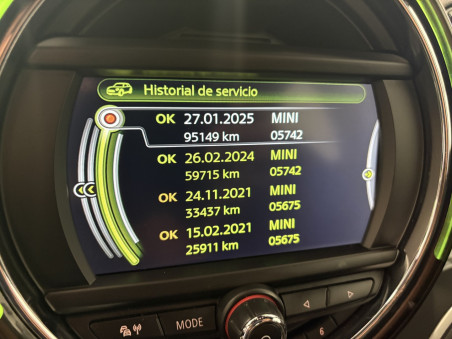 Historial de servicio
OK 27.01.2025 MINI
95149 km 05742
OK 26.02.2024 MINI
59715 km 05742
OK 24.11.2021 MINI
33437 km 05675
OK 15.02.2021 MINI
25911 km 05675
MODE
6